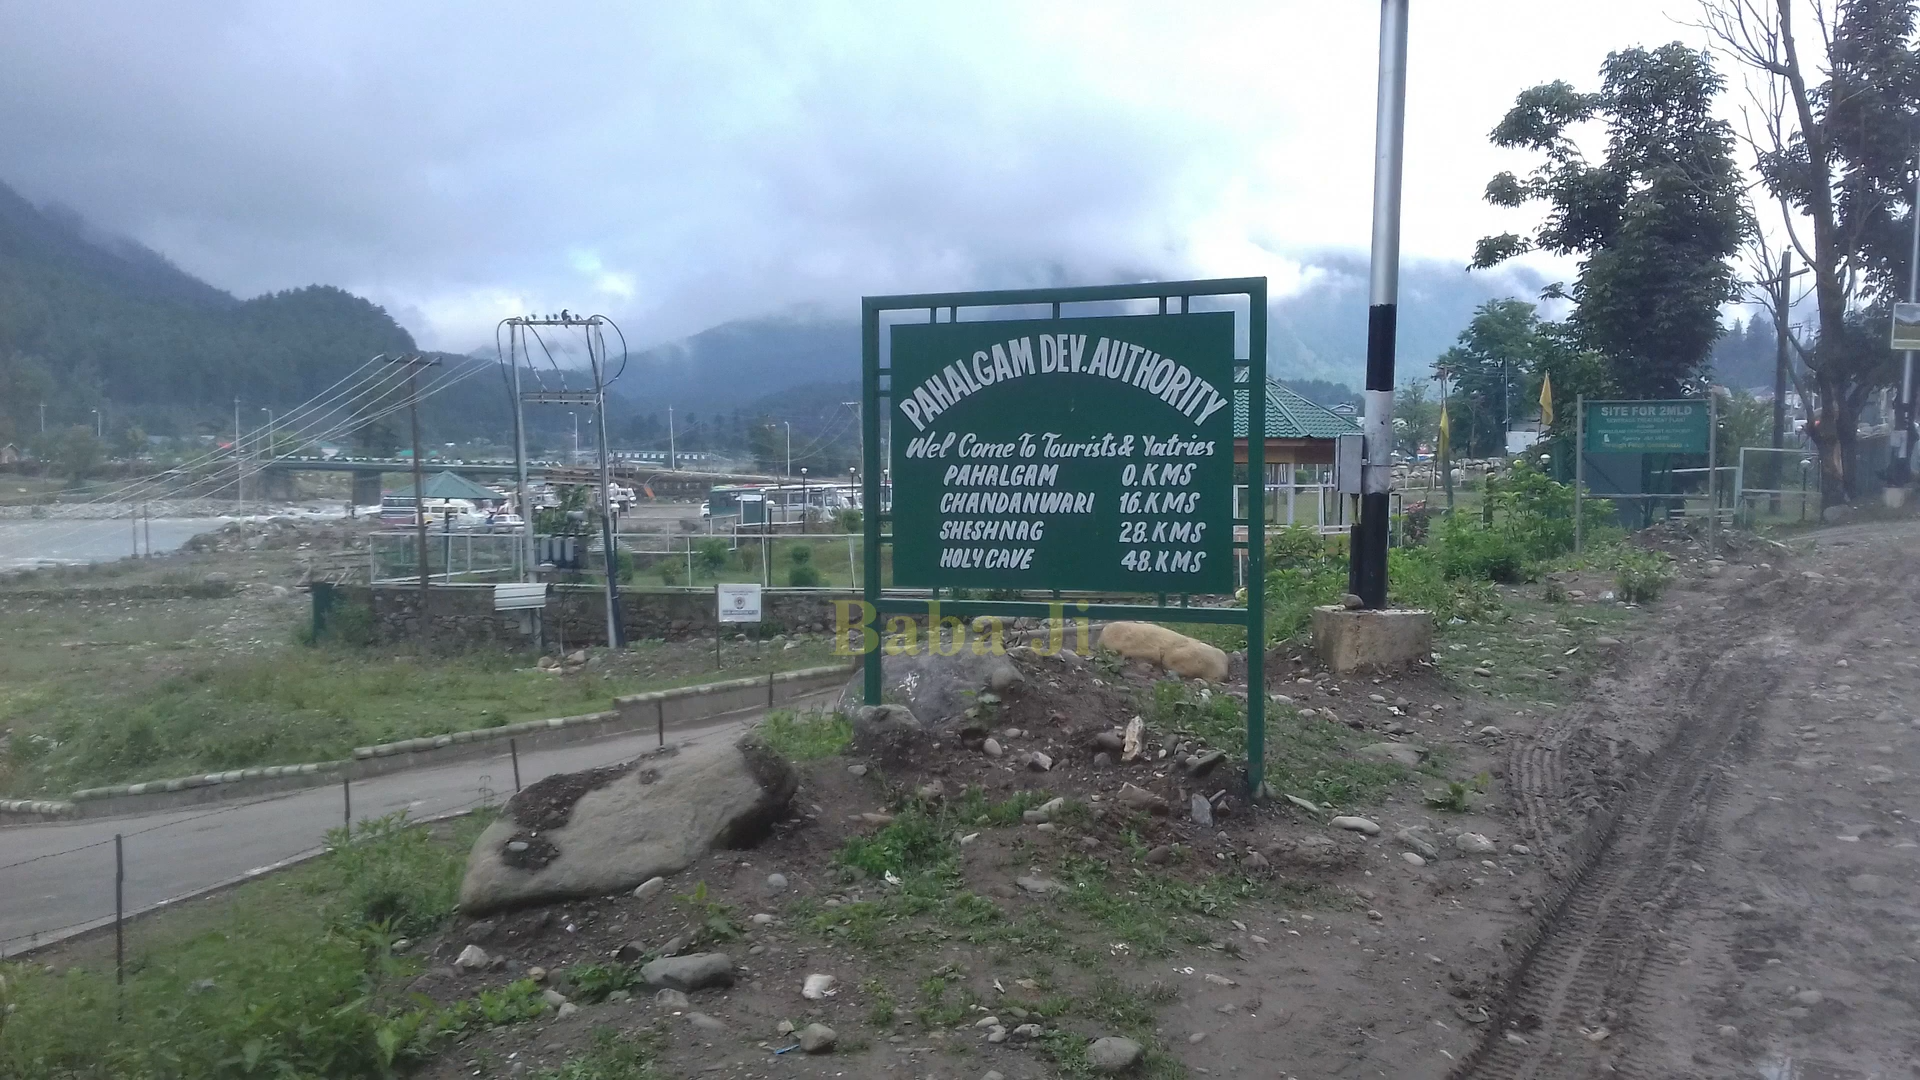 PAHALGAM DEV. AUTHORITY
Wel Come To Tourists & Yatries
PAHALGAM 0.KMS
CHANDANWARI 16.KMS
SHESHNAG 28.KMS
HOLY CAVE 48.KMS
SITE FOR 2MLD
Baba Ji